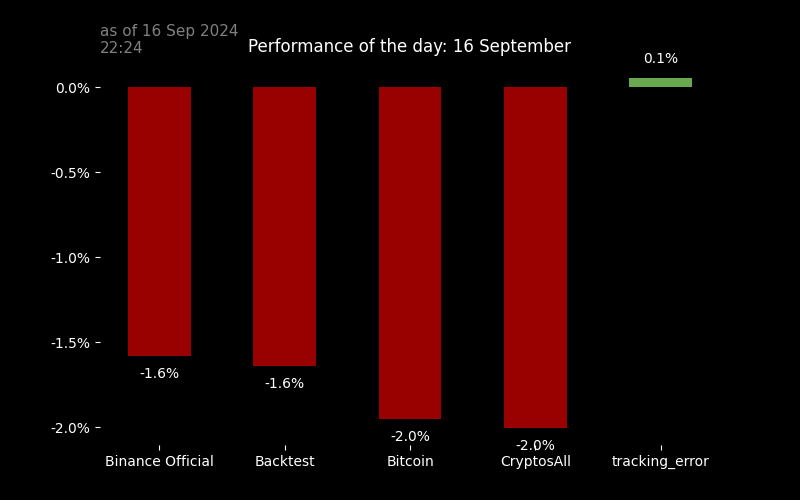 as of 16 Sep 2024
22:24
Performance of the day: 16 September
0.1%
0.0%
-0.5%
-1.0%
-1.5%
-2.0%
-1.6%
-1.6%
-2.0%
-2.0%
Binance Official
Backtest
Bitcoin
CryptosAll
tracking_error